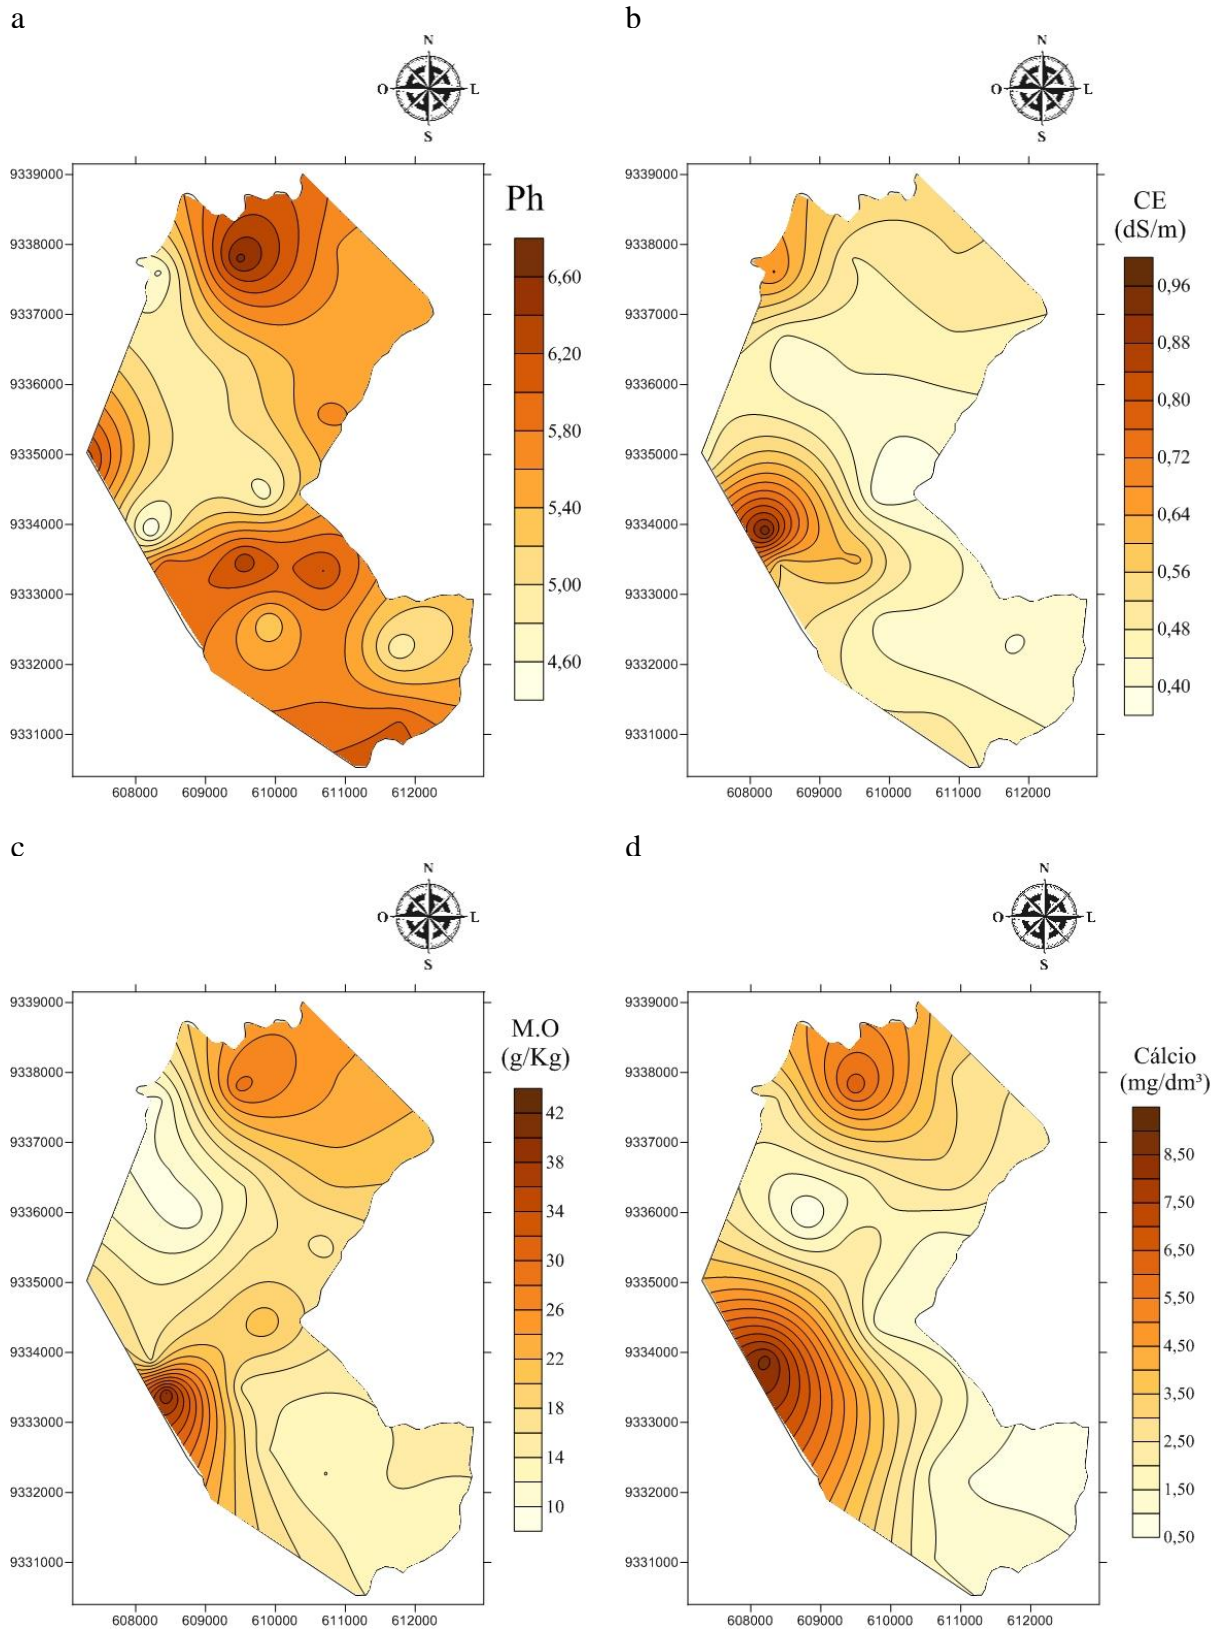 a
N
O
L
S
9339000
9338000
9337000
9336000
9335000
9334000
9333000
9332000
9331000
608000 609000 610000 611000 612000
Ph
6,60
6,20
5,80
5,40
5,00
4,60
b
N
O
L
S
9339000
9338000
9337000
9336000
9335000
9334000
9333000
9332000
9331000
608000 609000 610000 611000 612000
CE
(dS/m)
0,96
0,88
0,80
0,72
0,64
0,56
0,48
0,40
c
N
O
L
S
9339000
9338000
9337000
9336000
9335000
9334000
9333000
9332000
9331000
608000 609000 610000 611000 612000
M.O
(g/Kg)
42
38
34
30
26
22
18
14
10
d
N
O
L
S
9339000
9338000
9337000
9336000
9335000
9334000
9333000
9332000
9331000
608000 609000 610000 611000 612000
Cálcio
(mg/dm³)
8,50
7,50
6,50
5,50
4,50
3,50
2,50
1,50
0,50